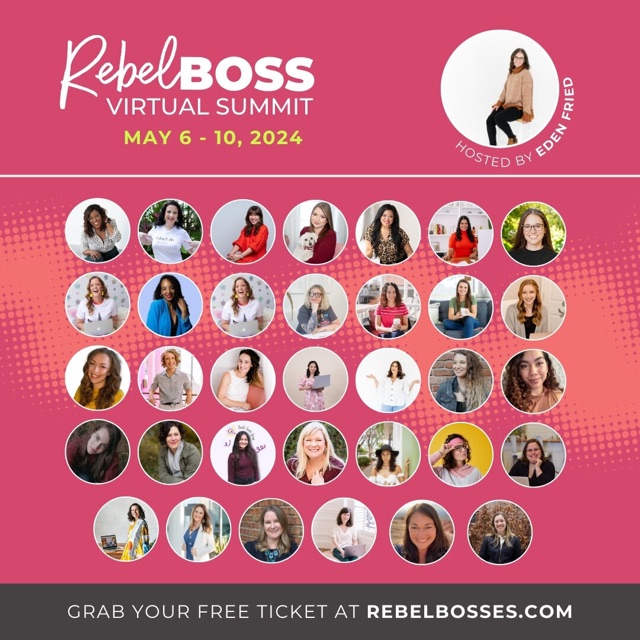 RebelBOSS
VIRTUAL SUMMIT
MAY 6 - 10, 2024
HOSTED BY EDEN FRIED
GRAB YOUR FREE TICKET AT REBELBOSSES.COM